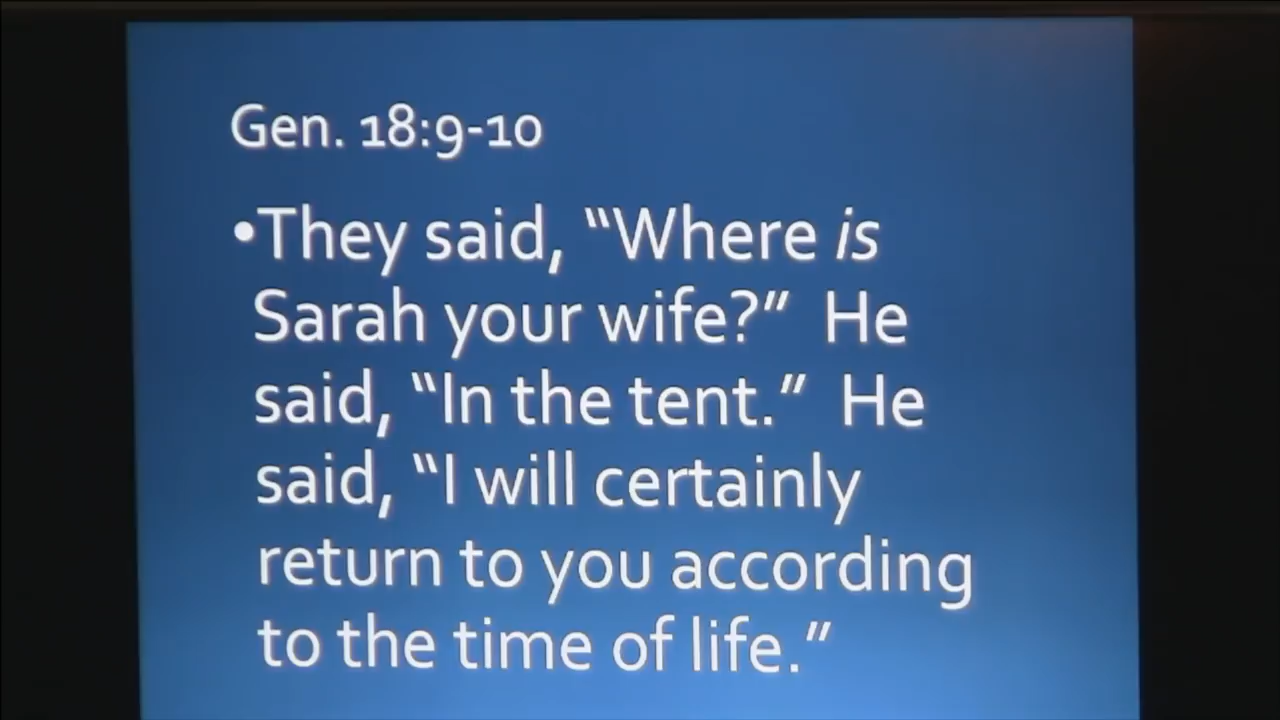 Gen. 18:9-10
•They said, “Where is
Sarah your wife?”  He
said, “In the tent.”  He
said, “I will certainly
return to you according
to the time of life.”